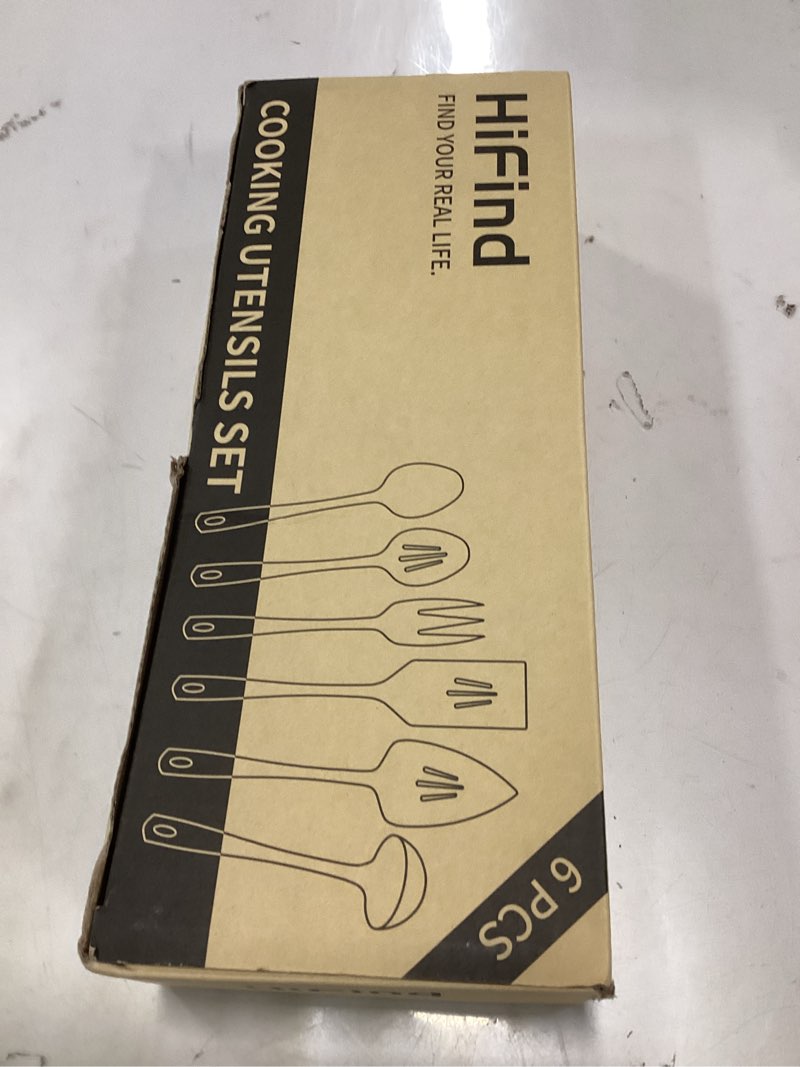 HiFind
FIND YOUR REAL LIFE.
COOKING UTENSILS SET
6 PCS